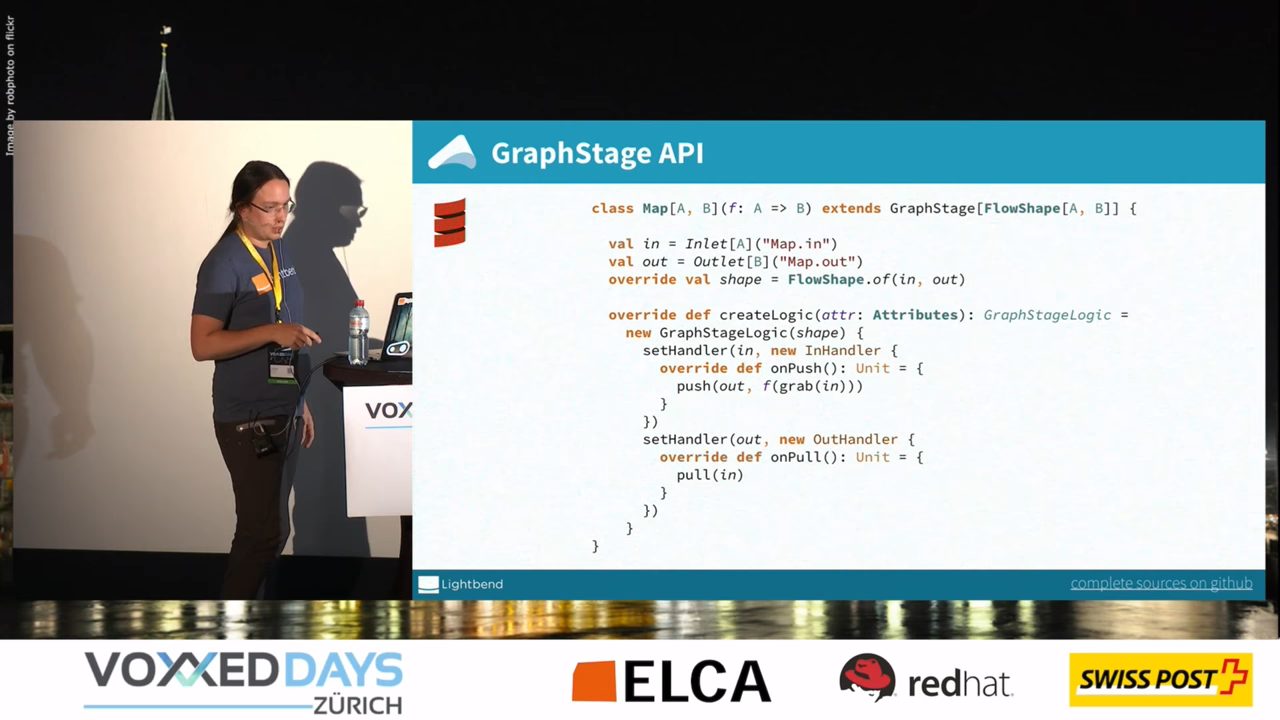 Image by robphoto on flickr
GraphStage API
class Map[A, B](f: A => B) extends GraphStage[FlowShape[A, B]] {
val in = Inlet[A]("Map.in")
val out = Outlet[B]("Map.out")
override val shape = FlowShape.of(in, out)
override def createLogic(attr: Attributes): GraphStageLogic =
new GraphStageLogic(shape) {
setHandler(in, new InHandler {
override def onPush(): Unit = {
push(out, f(grab(in)))
}
})
setHandler(out, new OutHandler {
override def onPull(): Unit = {
pull(in)
}
})
}
}
Lightbend
complete sources on github
VOXXED DAYS
ZÜRICH
ELCA
redhat.
SWISS POST